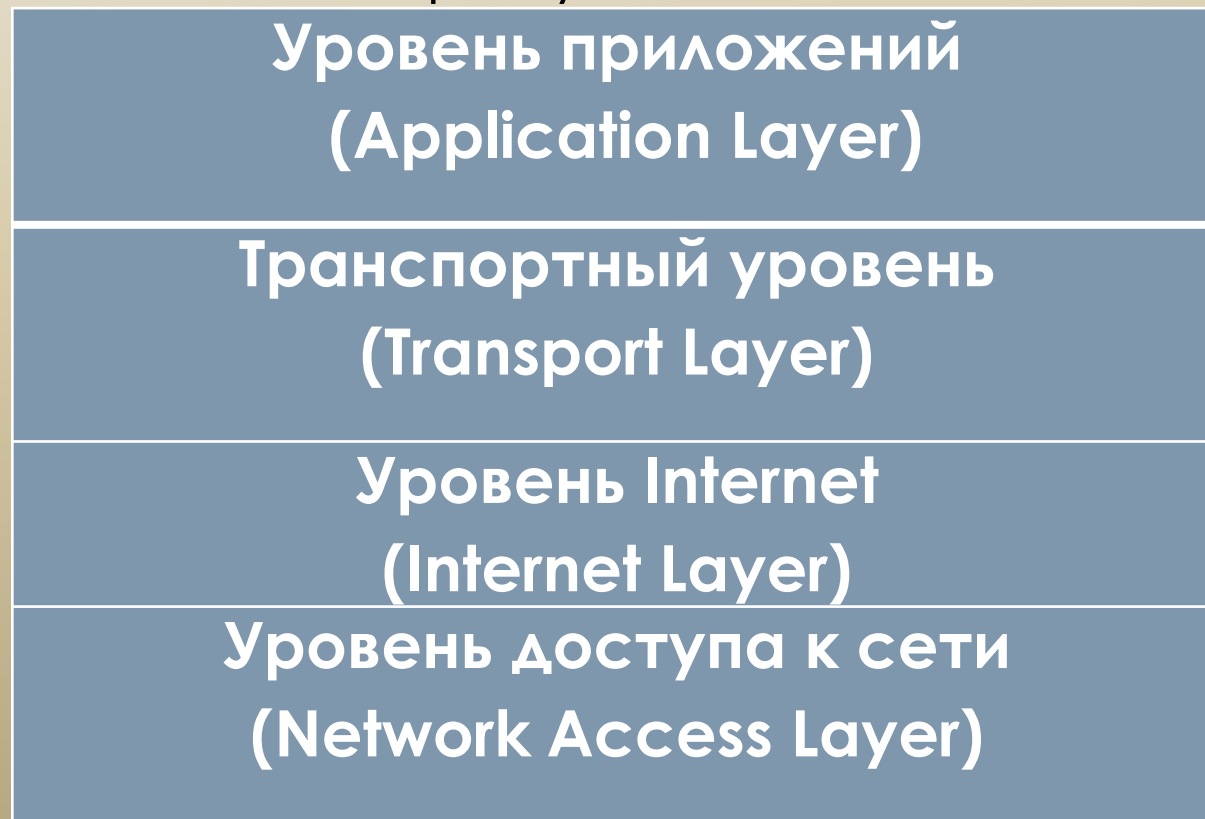 Уровень приложений
(Application Layer)
Транспортный уровень
(Transport Layer)
Уровень Internet
(Internet Layer)
Уровень доступа к сети
(Network Access Layer)